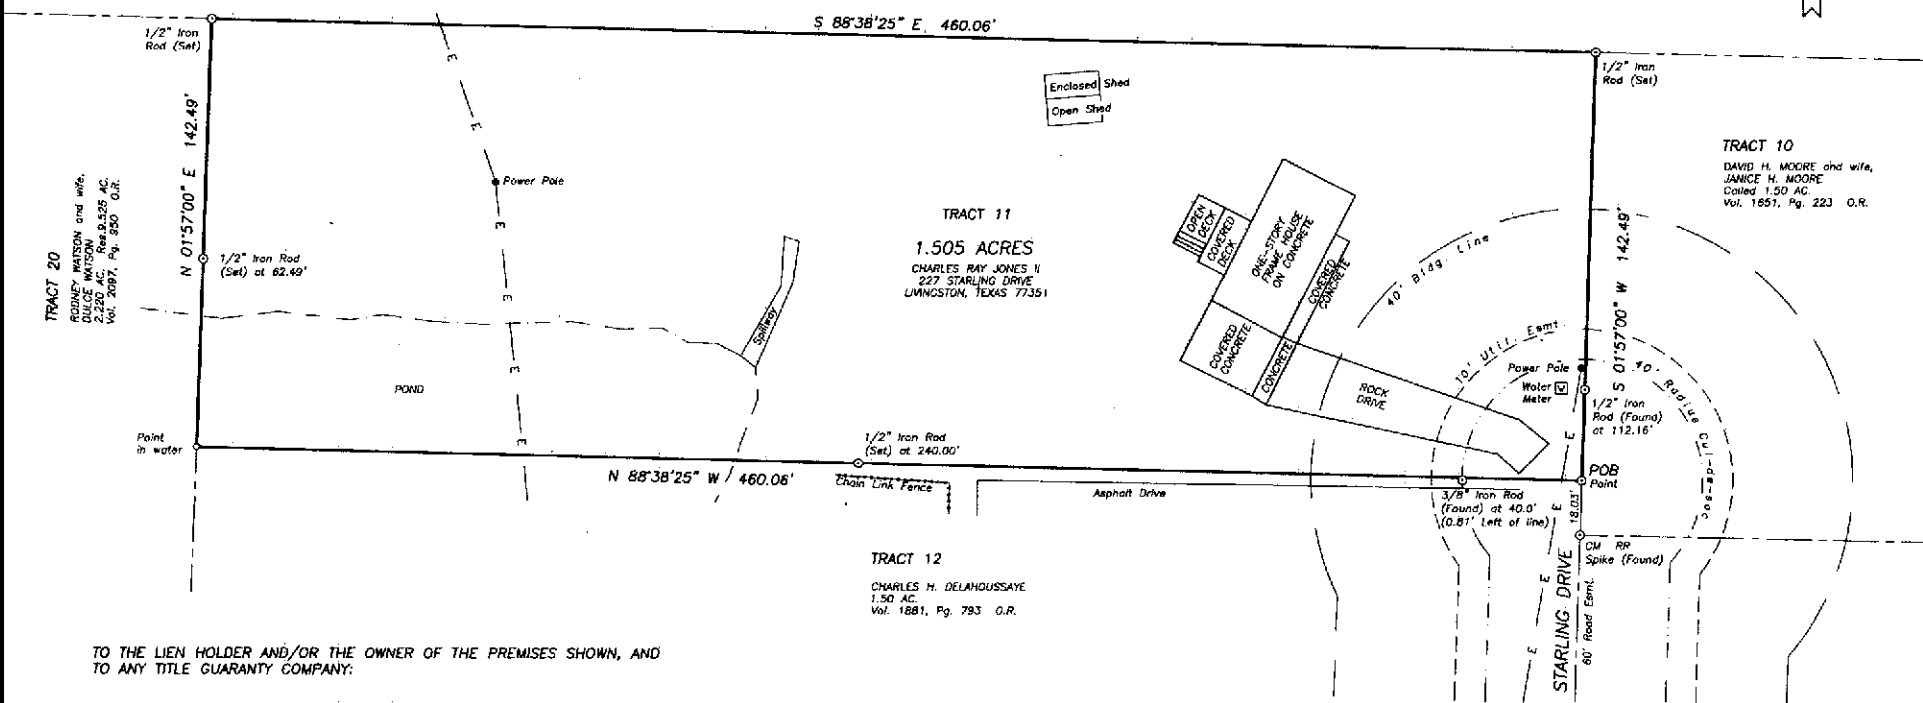 S 88°38'25" E, 460.06'
1/2" Iron
Rod (Set)
1/2" Iron
Rod (Set)
N 01°57'00" E 142.49'
Enclosed Shed
Open Shed
E
E
Power Pole
E
E
E
E
E
TRACT 20
RODNEY WATSON and wife,
DULCE WATSON
2.220 AC. Res.9.525 AC.
Vol. 2097, Pg. 950 O.R.
1/2" Iron Rod
(Set) at 62.49'
TRACT 11
1.505 ACRES
CHARLES RAY JONES II
227 STARLING DRIVE
LIVINGSTON, TEXAS 77351
OPEN
DECK
COVERED
DECK
ONE-STORY
FRAME HOUSE
ON CONCRETE
COVERED
CONCRETE
COVERED
CONCRETE
CONCRETE
ROCK
DRIVE
TRACT 10
DAVID H. MOORE and wife,
JANICE H. MOORE
Called 1.50 AC.
Vol. 1651, Pg. 223 O.R.
40' Bldg. Line
10' Util. Esmt.
S 01°57'00" W 142.49'
Power Pole
Water
Meter
W
40' Radius Cul-de-sac
1/2" Iron
Rod (Found)
at 112.16'
Spillway
POND
Point
in water
1/2" Iron Rod
(Set) at 240.00'
N 88°38'25" W 460.06'
Chain Link Fence
Asphalt Drive
POB
Point
3/8" Iron Rod
(Found) at 40.0'
(0.81' Left of line)
18.03'
E
E
E
E
CM RR
Spike (Found)
STARLING DRIVE
60' Road Esmt.
TRACT 12
CHARLES H. DELAHOUSSAYE
1.50 AC.
Vol. 1881, Pg. 793 O.R.
TO THE LIEN HOLDER AND/OR THE OWNER OF THE PREMISES SHOWN, AND
TO ANY TITLE GUARANTY COMPANY: